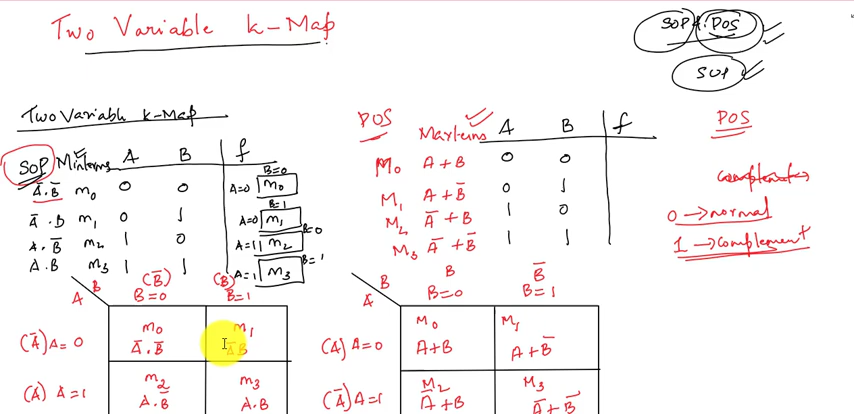 Two Variable K-Map
SOP & POS
SOP
Two Variable K-Map
SOP Minterms A B f
Ā.B̄ m₀ 0 0 A=0 B=0 m₀
Ā.B m₁ 0 1 A=0 B=1 m₁
A.B̄ m₂ 1 0 A=1 B=0 m₂
A.B m₃ 1 1 A=1 B=1 m₃
POS Maxterms A B f
M₀ A+B 0 0
M₁ A+B̄ 0 1
M₂ Ā+B 1 0
M₃ Ā+B̄ 1 1
POS
0 → normal
1 → complement
A B (B̄) B=0 (B) B=1
(Ā) A=0 m₀ Ā.B̄ m₁ ĀB
(A) A=1 m₂ A.B̄ m₃ A.B
A B B B=0 B̄ B=1
(A) A=0 M₀ A+B M₁ A+B̄
(Ā) A=1 M₂ Ā+B M₃ Ā+B̄